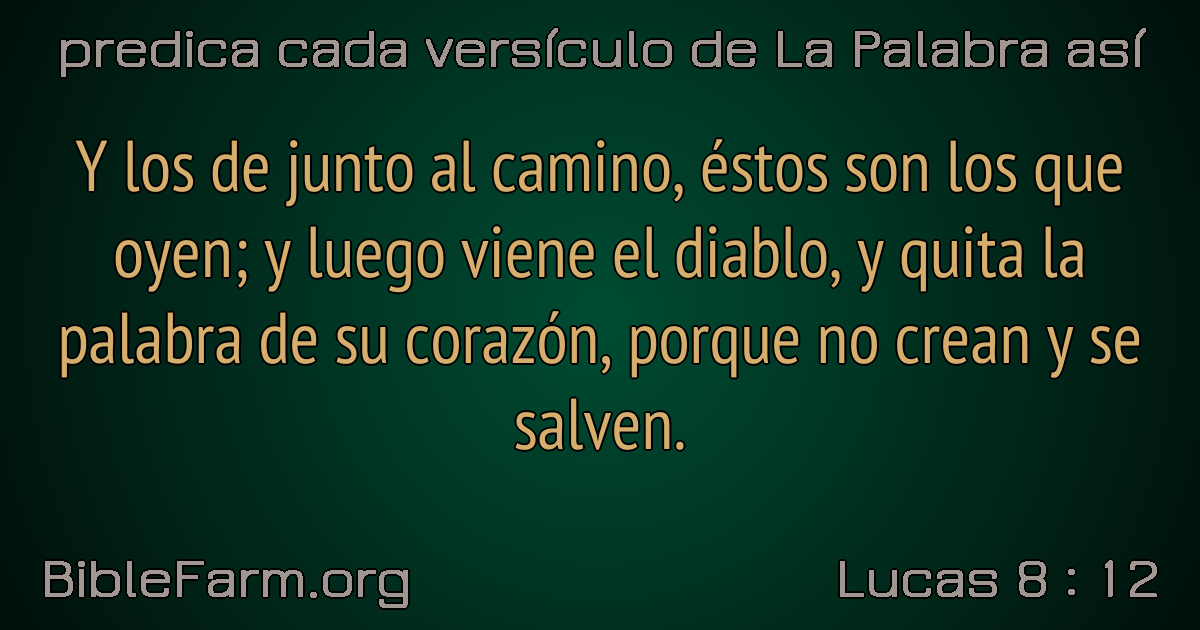 predica cada versículo de La Palabra así
Y los de junto al camino, éstos son los que
oyen; y luego viene el diablo, y quita la
palabra de su corazón, porque no crean y se
salven.
BibleFarm.org
Lucas 8 : 12